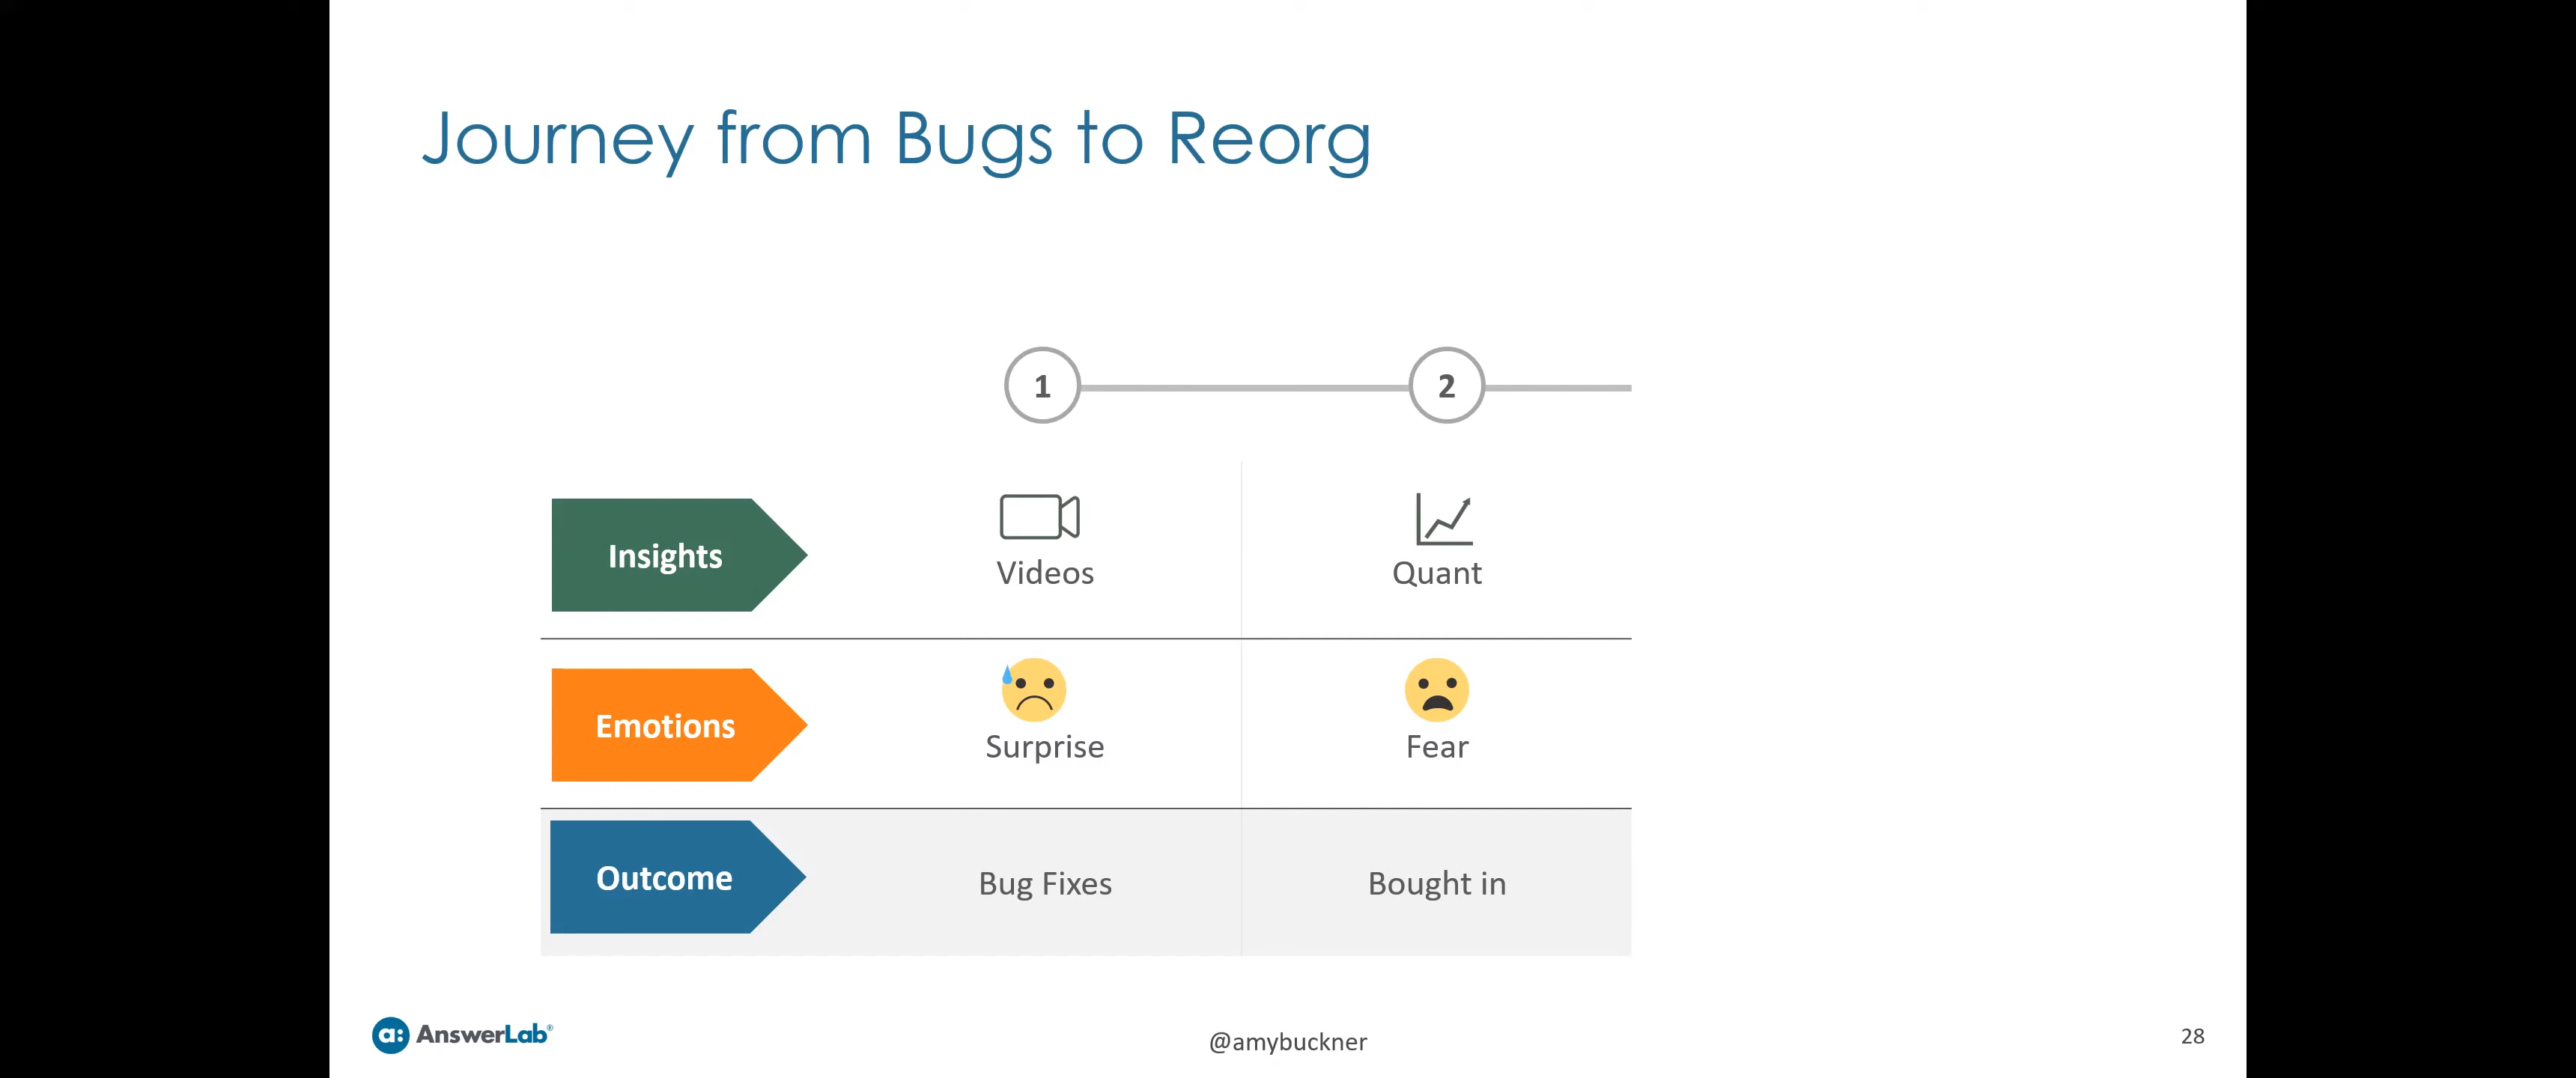 Journey from Bugs to Reorg
1
2
Insights
Videos
Quant
Emotions
Surprise
Fear
Outcome
Bug Fixes
Bought in
a: AnswerLab®
@amybuckner
28